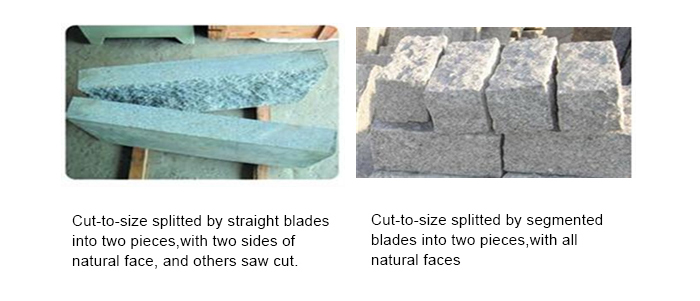 Cut-to-size splitted by straight blades
into two pieces,with two sides of
natural face, and others saw cut.
Cut-to-size splitted by segmented
blades into two pieces,with all
natural faces